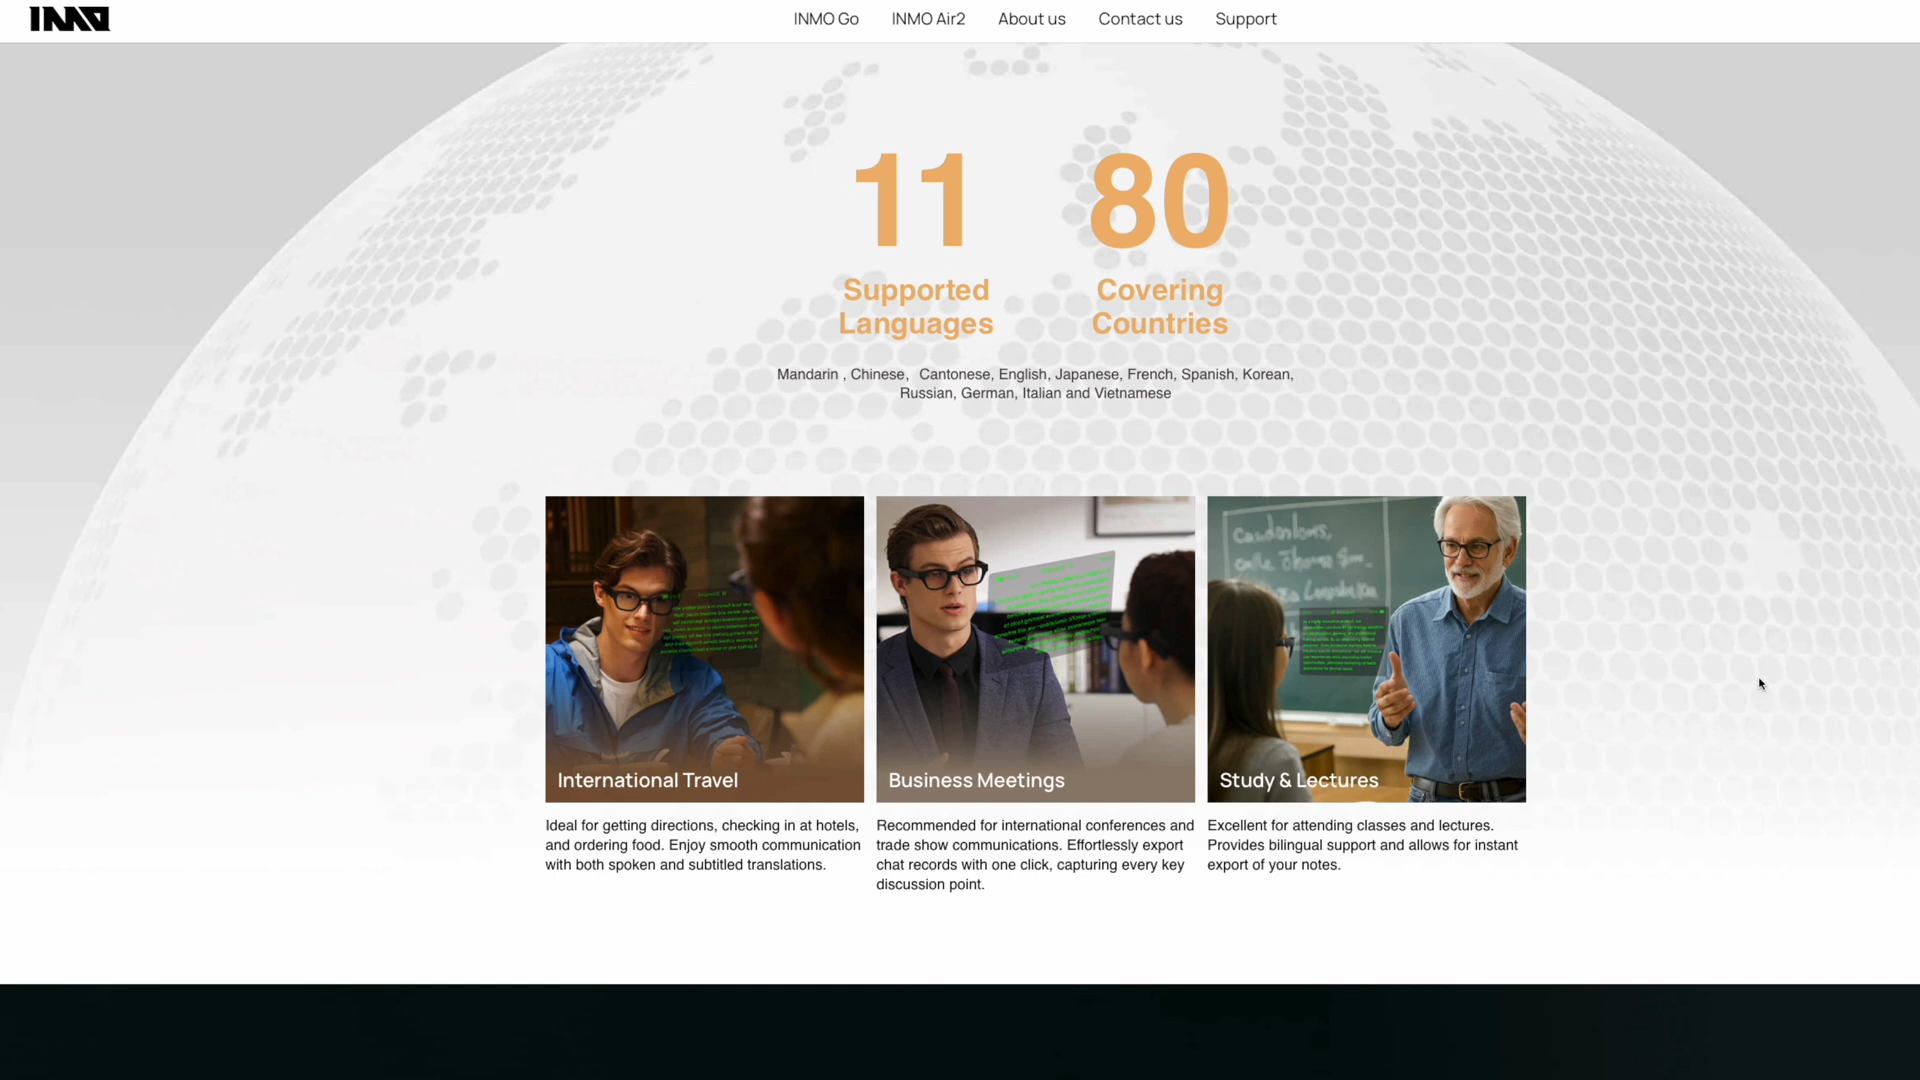 INMO
INMO Go
INMO Air2
About us
Contact us
Support
11
80
Supported
Languages
Covering
Countries
Mandarin , Chinese， Cantonese, English, Japanese, French, Spanish, Korean,
Russian, German, Italian and Vietnamese
International Travel
Business Meetings
Study & Lectures
Ideal for getting directions, checking in at hotels,
and ordering food. Enjoy smooth communication
with both spoken and subtitled translations.
Recommended for international conferences and
trade show communications. Effortlessly export
chat records with one click, capturing every key
discussion point.
Excellent for attending classes and lectures.
Provides bilingual support and allows for instant
export of your notes.